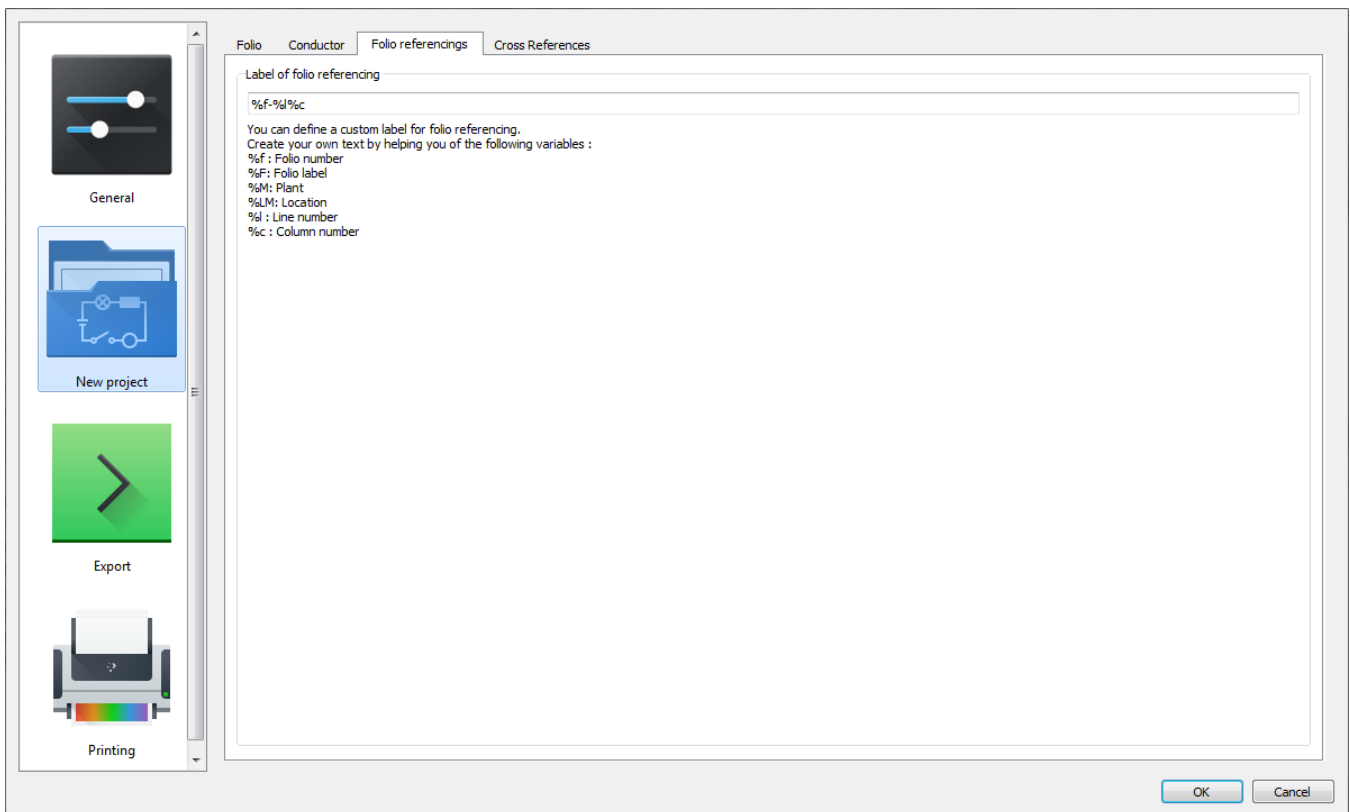 General
New project
Export
Printing
Folio
Conductor
Folio referencings
Cross References
Label of folio referencing
%f-%l%c
You can define a custom label for folio referencing.
Create your own text by helping you of the following variables :
%f : Folio number
%F: Folio label
%M: Plant
%LM: Location
%l : Line number
%c : Column number
OK
Cancel